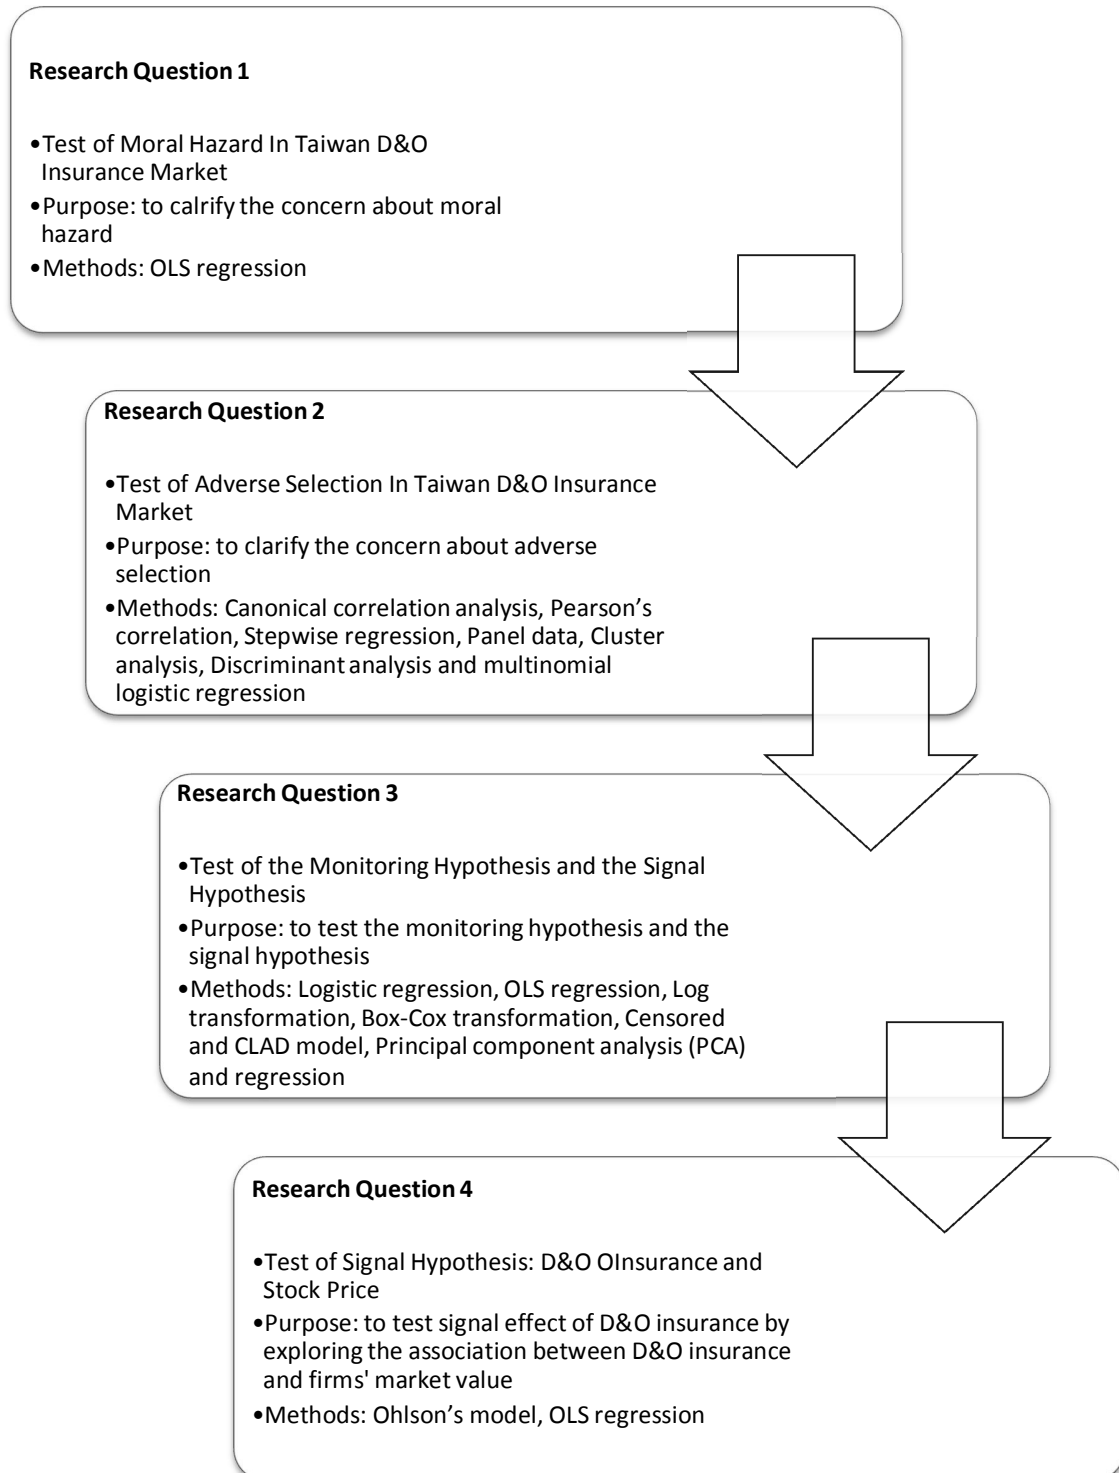 Research Question 1
•Test of Moral Hazard In Taiwan D&O
Insurance Market
•Purpose: to calrify the concern about moral
hazard
•Methods: OLS regression
Research Question 2
•Test of Adverse Selection In Taiwan D&O Insurance
Market
•Purpose: to clarify the concern about adverse
selection
•Methods: Canonical correlation analysis, Pearson’s
correlation, Stepwise regression, Panel data, Cluster
analysis, Discriminant analysis and multinomial
logistic regression
Research Question 3
•Test of the Monitoring Hypothesis and the Signal
Hypothesis
•Purpose: to test the monitoring hypothesis and the
signal hypothesis
•Methods: Logistic regression, OLS regression, Log
transformation, Box-Cox transformation, Censored
and CLAD model, Principal component analysis (PCA)
and regression
Research Question 4
•Test of Signal Hypothesis: D&O OInsurance and
Stock Price
•Purpose: to test signal effect of D&O insurance by
exploring the association between D&O insurance
and firms' market value
•Methods: Ohlson’s model, OLS regression